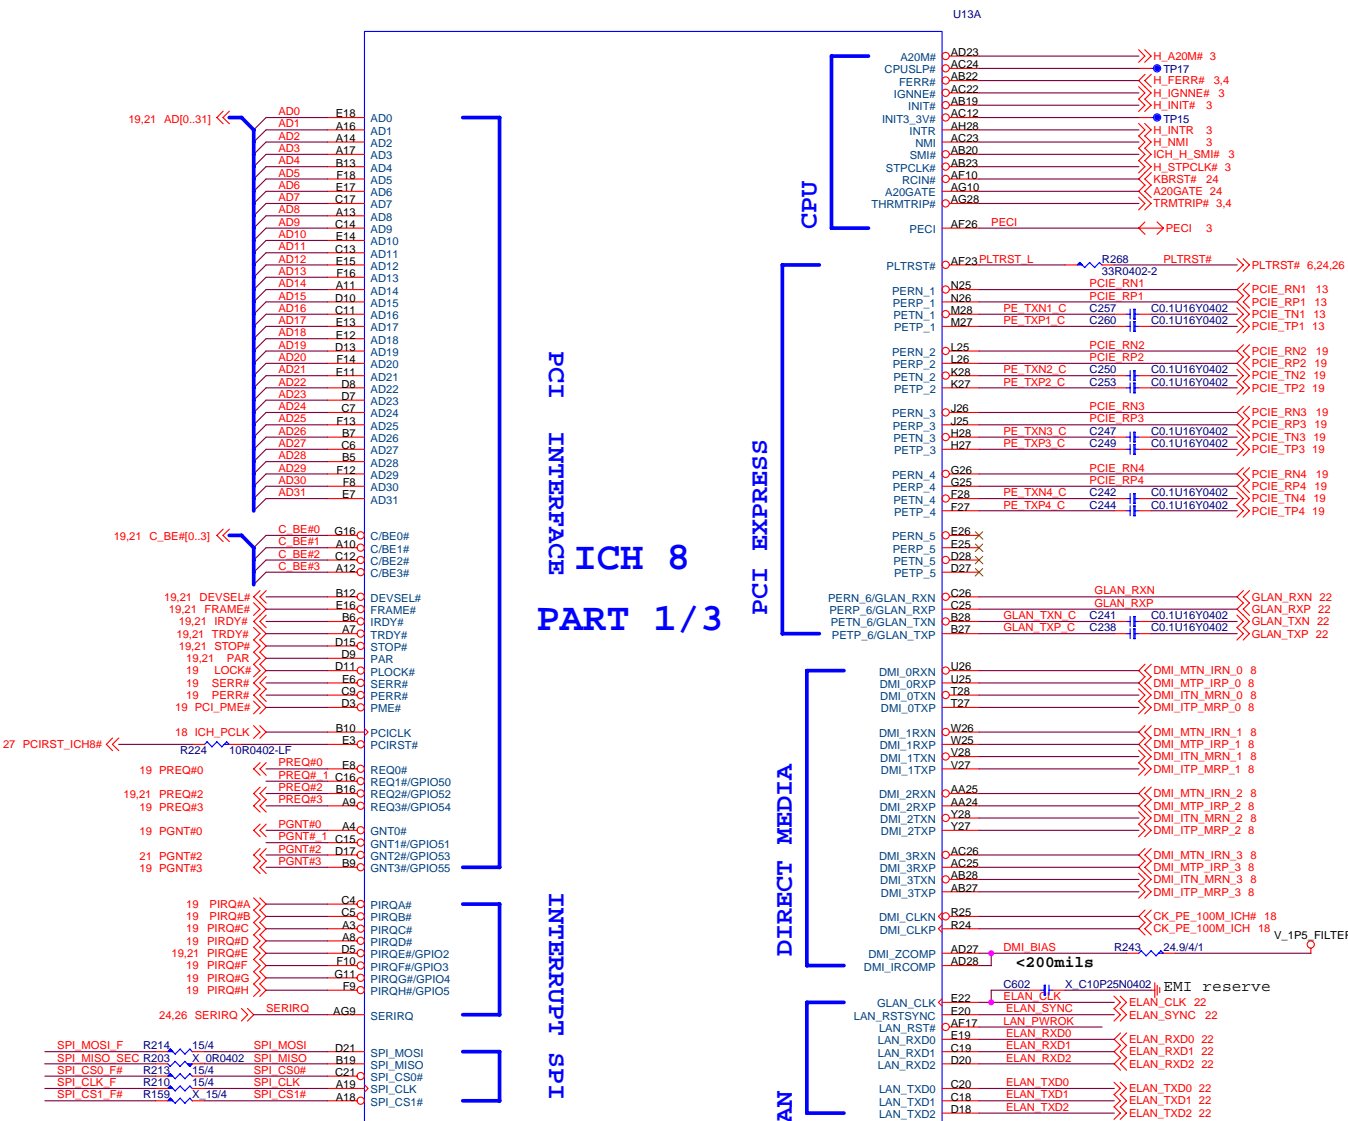 U13A
19,21 AD[0..31]
AD0 E18 AD0
AD1 A16 AD1
AD2 A14 AD2
AD3 A17 AD3
AD4 B13 AD4
AD5 F18 AD5
AD6 E17 AD6
AD7 C17 AD7
AD8 A13 AD8
AD9 C14 AD9
AD10 E14 AD10
AD11 C13 AD11
AD12 E15 AD12
AD13 F16 AD13
AD14 A11 AD14
AD15 D10 AD15
AD16 C11 AD16
AD17 E13 AD17
AD18 E12 AD18
AD19 D13 AD19
AD20 F14 AD20
AD21 E11 AD21
AD22 D8 AD22
AD23 D7 AD23
AD24 C7 AD24
AD25 F13 AD25
AD26 B7 AD26
AD27 C6 AD27
AD28 B5 AD28
AD29 F12 AD29
AD30 F8 AD30
AD31 E7 AD31
19,21 C_BE#[0..3]
C_BE#0 G16 C/BE0#
C_BE#1 A10 C/BE1#
C_BE#2 C12 C/BE2#
C_BE#3 A12 C/BE3#
19,21 DEVSEL# B12 DEVSEL#
19,21 FRAME# E16 FRAME#
19,21 IRDY# B6 IRDY#
19,21 TRDY# A7 TRDY#
19,21 STOP# D15 STOP#
19,21 PAR D9 PAR
19 LOCK# D11 PLOCK#
19 SERR# E6 SERR#
19 PERR# C9 PERR#
19 PCI_PME# D3 PME#
18 ICH_PCLK B10 PCICLK
27 PCIRST_ICH8# R224 10R0402-LF E3 PCIRST#
19 PREQ#0 PREQ#0 E8 REQ0#
PREQ#_1 C16 REQ1#/GPIO50
19,21 PREQ#2 PREQ#2 B16 REQ2#/GPIO52
19 PREQ#3 PREQ#3 A9 REQ3#/GPIO54
19 PGNT#0 PGNT#0 A4 GNT0#
PGNT#_1 C15 GNT1#/GPIO51
21 PGNT#2 PGNT#2 D17 GNT2#/GPIO53
19 PGNT#3 PGNT#3 B9 GNT3#/GPIO55
19 PIRQ#A C4 PIRQA#
19 PIRQ#B C5 PIRQB#
19 PIRQ#C A3 PIRQC#
19 PIRQ#D A8 PIRQD#
19,21 PIRQ#E D5 PIRQE#/GPIO2
19 PIRQ#F F10 PIRQF#/GPIO3
19 PIRQ#G G11 PIRQG#/GPIO4
19 PIRQ#H F9 PIRQH#/GPIO5
24,26 SERIRQ SERIRQ AG9 SERIRQ
SPI_MOSI_F R214 15/4 SPI_MOSI D21 SPI_MOSI
SPI_MISO_SEC R203 X_0R0402 SPI_MISO B19 SPI_MISO
SPI_CS0_F# R213 15/4 SPI_CS0# C21 SPI_CS0#
SPI_CLK_F R210 15/4 SPI_CLK A19 SPI_CLK
SPI_CS1_F# R159 X_15/4 SPI_CS1# A18 SPI_CS1#
PCI INTERFACE
INTERRUPT SPI
ICH 8
PART 1/3
CPU
A20M# AD23 H_A20M# 3
CPUSLP# AC24 TP17
FERR# AB22 H_FERR# 3,4
IGNNE# AC22 H_IGNNE# 3
INIT# AB19 H_INIT# 3
INIT3_3V# AC12 TP15
INTR AH28 H_INTR 3
NMI AC23 H_NMI 3
SMI# AB20 ICH_H_SMI# 3
STPCLK# AB23 H_STPCLK# 3
RCIN# AF10 KBRST# 24
A20GATE AG10 A20GATE 24
THRMTRIP# AG28 TRMTRIP# 3,4
PECI AF26 PECI PECI 3
PCI EXPRESS
PLTRST# AF23 PLTRST_L R268 33R0402-2 PLTRST# PLTRST# 6,24,26
PERN_1 N25 PCIE_RN1 PCIE_RN1 13
PERP_1 N26 PCIE_RP1 PCIE_RP1 13
PETN_1 M28 PE_TXN1_C C257 C0.1U16Y0402 PCIE_TN1 13
PETP_1 M27 PE_TXP1_C C260 C0.1U16Y0402 PCIE_TP1 13
PERN_2 L25 PCIE_RN2 PCIE_RN2 19
PERP_2 L26 PCIE_RP2 PCIE_RP2 19
PETN_2 K28 PE_TXN2_C C250 C0.1U16Y0402 PCIE_TN2 19
PETP_2 K27 PE_TXP2_C C253 C0.1U16Y0402 PCIE_TP2 19
PERN_3 J26 PCIE_RN3 PCIE_RN3 19
PERP_3 J25 PCIE_RP3 PCIE_RP3 19
PETN_3 H28 PE_TXN3_C C247 C0.1U16Y0402 PCIE_TN3 19
PETP_3 H27 PE_TXP3_C C249 C0.1U16Y0402 PCIE_TP3 19
PERN_4 G26 PCIE_RN4 PCIE_RN4 19
PERP_4 G25 PCIE_RP4 PCIE_RP4 19
PETN_4 F28 PE_TXN4_C C242 C0.1U16Y0402 PCIE_TN4 19
PETP_4 F27 PE_TXP4_C C244 C0.1U16Y0402 PCIE_TP4 19
PERN_5 E26
PERP_5 E25
PETN_5 D28
PETP_5 D27
PERN_6/GLAN_RXN C26 GLAN_RXN GLAN_RXN 22
PERP_6/GLAN_RXP C25 GLAN_RXP GLAN_RXP 22
PETN_6/GLAN_TXN B28 GLAN_TXN_C C241 C0.1U16Y0402 GLAN_TXN 22
PETP_6/GLAN_TXP B27 GLAN_TXP_C C238 C0.1U16Y0402 GLAN_TXP 22
DIRECT MEDIA
DMI_0RXN U26 DMI_MTN_IRN_0 8
DMI_0RXP U25 DMI_MTP_IRP_0 8
DMI_0TXN T28 DMI_ITN_MRN_0 8
DMI_0TXP T27 DMI_ITP_MRP_0 8
DMI_1RXN W26 DMI_MTN_IRN_1 8
DMI_1RXP W25 DMI_MTP_IRP_1 8
DMI_1TXN V28 DMI_ITN_MRN_1 8
DMI_1TXP V27 DMI_ITP_MRP_1 8
DMI_2RXN AA25 DMI_MTN_IRN_2 8
DMI_2RXP AA24 DMI_MTP_IRP_2 8
DMI_2TXN Y28 DMI_ITN_MRN_2 8
DMI_2TXP Y27 DMI_ITP_MRP_2 8
DMI_3RXN AC26 DMI_MTN_IRN_3 8
DMI_3RXP AC25 DMI_MTP_IRP_3 8
DMI_3TXN AB28 DMI_ITN_MRN_3 8
DMI_3TXP AB27 DMI_ITP_MRP_3 8
DMI_CLKN R25 CK_PE_100M_ICH# 18
DMI_CLKP R24 CK_PE_100M_ICH 18
V_1P5_FILTER
DMI_ZCOMP AD27 DMI_BIAS R243 24.9/4/1
DMI_IRCOMP AD28 <200mils
C602 X_C10P25N0402 EMI reserve
GLAN_CLK E22 ELAN_CLK ELAN_CLK 22
LAN_RSTSYNC E20 ELAN_SYNC ELAN_SYNC 22
LAN_RST# AF17 LAN_PWROK
LAN_RXD0 E19 ELAN_RXD0 ELAN_RXD0 22
LAN_RXD1 C19 ELAN_RXD1 ELAN_RXD1 22
LAN_RXD2 D20 ELAN_RXD2 ELAN_RXD2 22
LAN_TXD0 C20 ELAN_TXD0 ELAN_TXD0 22
LAN_TXD1 C18 ELAN_TXD1 ELAN_TXD1 22
LAN_TXD2 D18 ELAN_TXD2 ELAN_TXD2 22
AN